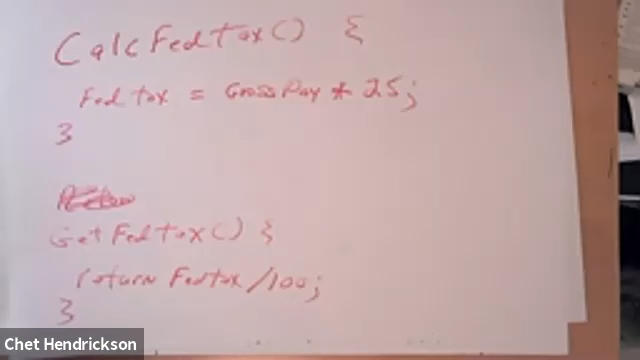 CalcFedTax() {
FedTax = GrossPay * 25;
}
GetFedTax() {
return FedTax/100;
}
Chet Hendrickson